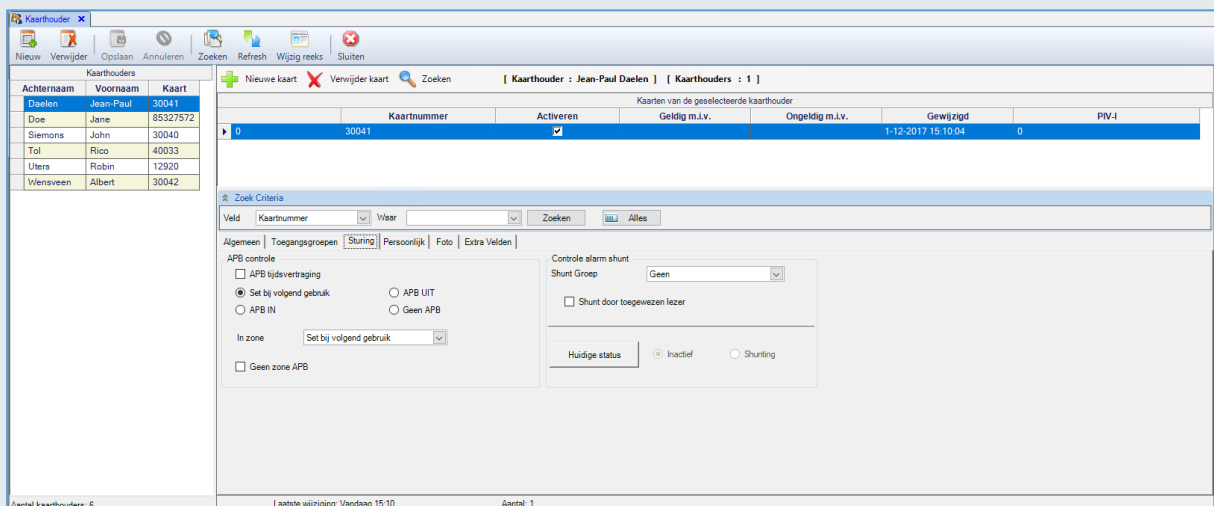 Kaarthouder
Nieuw Verwijder Opslaan Annuleren Zoeken Refresh Wijzig reeks Sluiten
Kaarthouders
Achternaam Voornaam Kaart
Daelen Jean-Paul 30041
Doe Jane 85327572
Siemons John 30040
Tol Rico 40033
Uters Robin 12920
Wensveen Albert 30042
Aantal kaarthouders: 6
Nieuwe kaart Verwijder kaart Zoeken [ Kaarthouder : Jean-Paul Daelen ] [ Kaarthouders : 1 ]
Kaarten van de geselecteerde kaarthouder
Kaartnummer Activeren Geldig m.i.v. Ongeldig m.i.v. Gewijzigd PIV-I
0 30041 1-12-2017 15:10:04 0
Zoek Criteria
Veld Kaartnummer Waar Zoeken Alles
Algemeen Toegangsgroepen Sturing Persoonlijk Foto Extra Velden
APB controle
APB tijdsvertraging
Set bij volgend gebruik APB UIT
APB IN Geen APB
In zone Set bij volgend gebruik
Geen zone APB
Controle alarm shunt
Shunt Groep Geen
Shunt door toegewezen lezer
Huidige status Inactief Shunting
Laatste wijziging: Vandaag 15:10 Aantal: 1